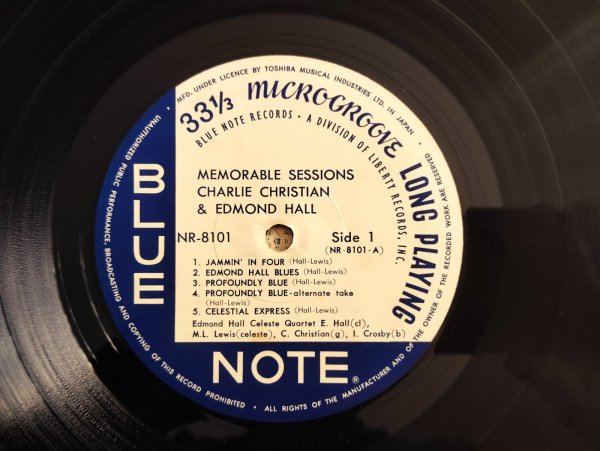 MFD. UNDER LICENCE BY TOSHIBA MUSICAL INDUSTRIES LTD. IN JAPAN •
33⅓ MICROGROOVE LONG PLAYING
BLUE NOTE RECORDS • A DIVISION OF LIBERTY RECORDS, INC.
BLUE
NOTE®
MEMORABLE SESSIONS
CHARLIE CHRISTIAN
& EDMOND HALL
NR-8101
Side 1
(NR-8101-A)
1. JAMMIN' IN FOUR (Hall-Lewis)
2. EDMOND HALL BLUES (Hall-Lewis)
3. PROFOUNDLY BLUE (Hall-Lewis)
4. PROFOUNDLY BLUE-alternate take
(Hall-Lewis)
5. CELESTIAL EXPRESS (Hall-Lewis)
Edmond Hall Celeste Quartet E. Hall(cl),
M.L. Lewis(celeste), C. Christian(g), I. Crosby(b)
• ALL RIGHTS OF THE MANUFACTURER AND OF THE OWNER OF THE RECORDED WORK ARE RESERVED
• UNAUTHORIZED PUBLIC PERFORMANCE, BROADCASTING AND COPYING OF THIS RECORD PROHIBITED